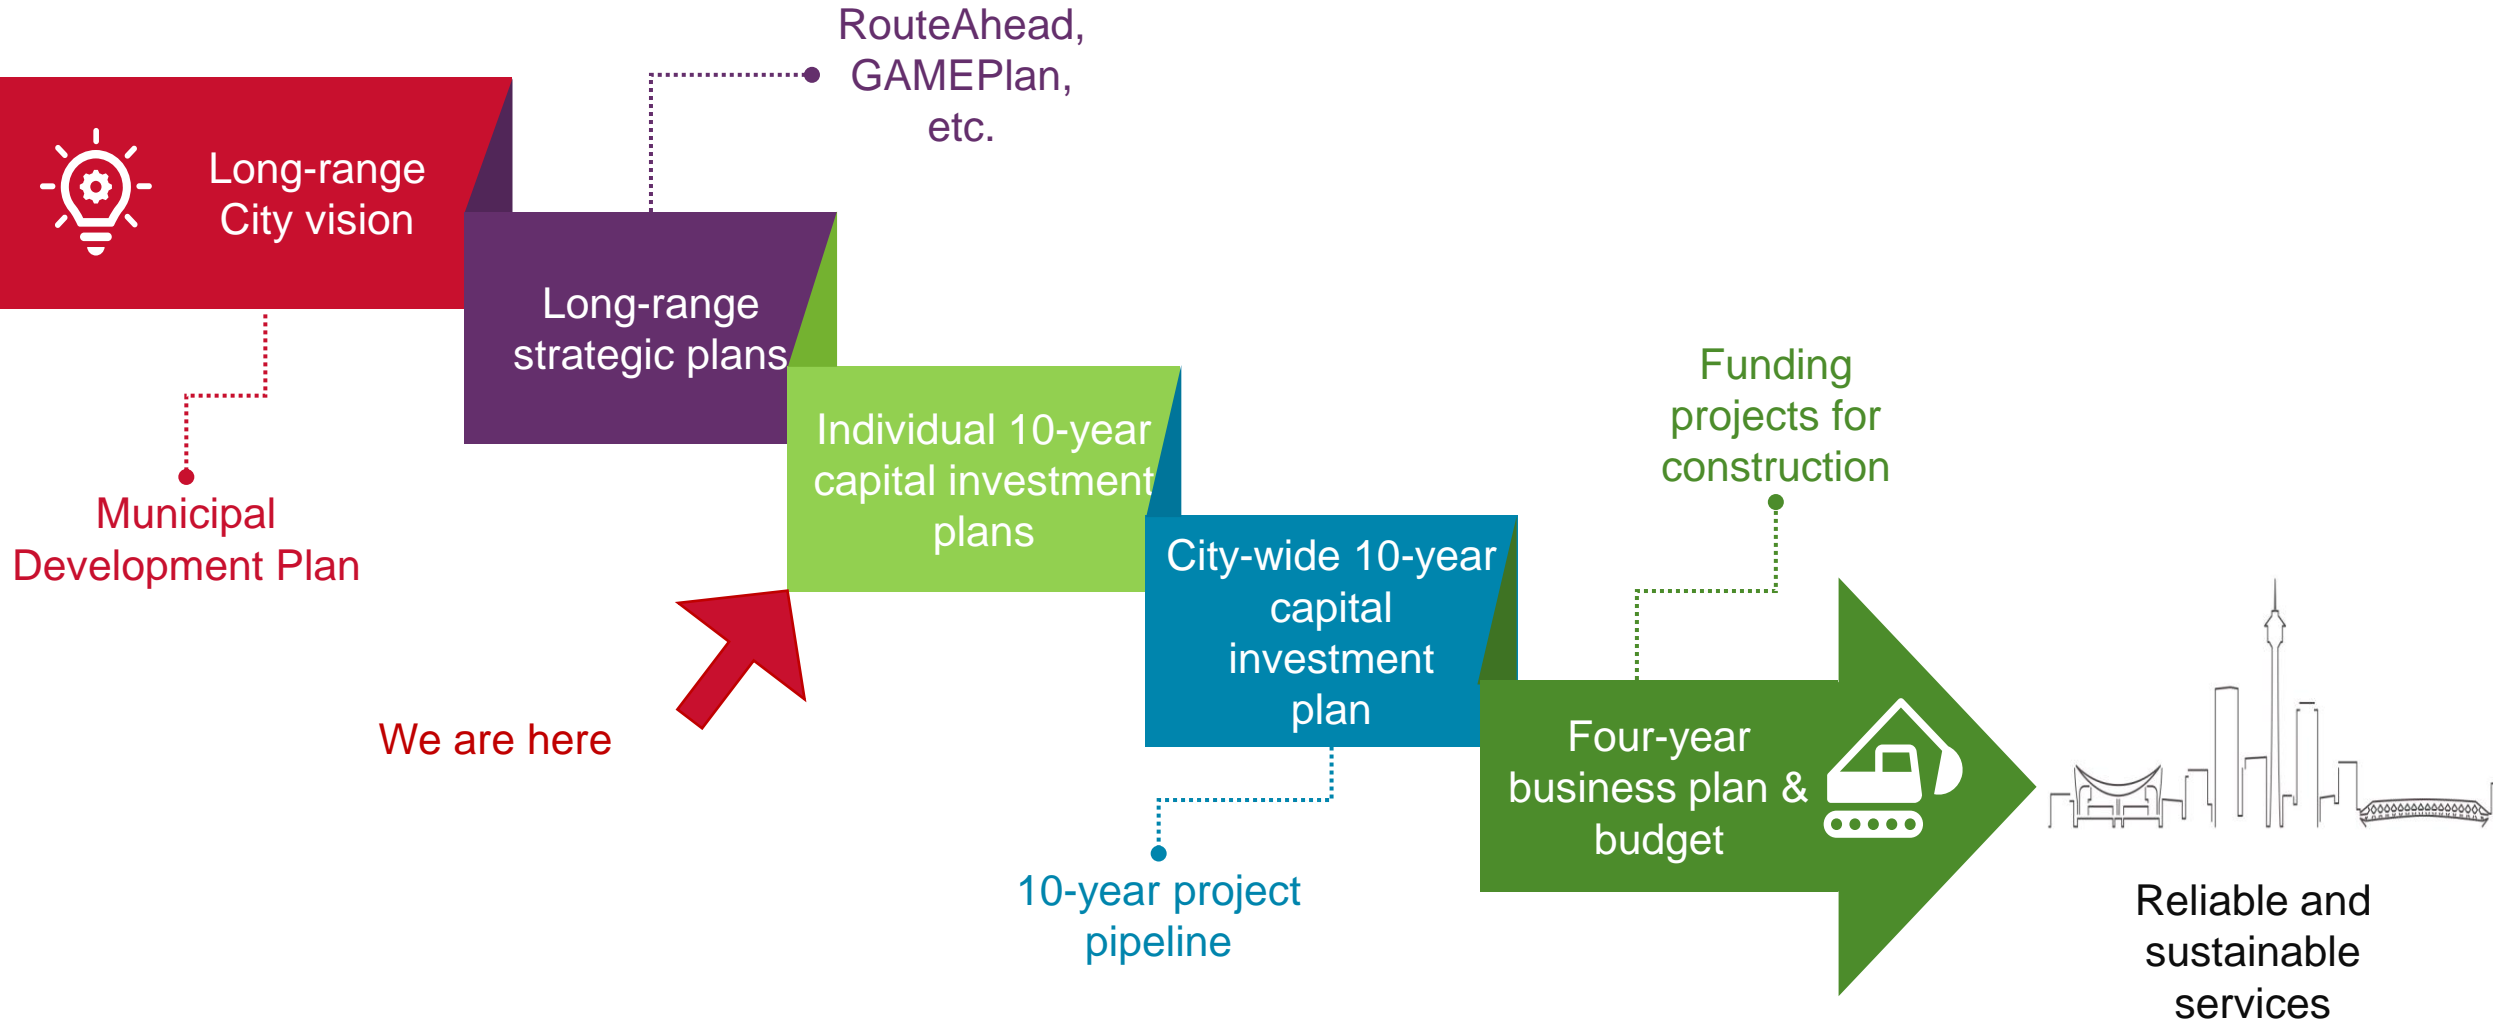 RouteAhead,
GAMEPlan,
etc.
Long-range
City vision
Long-range
strategic plans
Municipal
Development Plan
Individual 10-year
capital investment
plans
We are here
City-wide 10-year
capital
investment
plan
10-year project
pipeline
Funding
projects for
construction
Four-year
business plan &
budget
Reliable and
sustainable
services